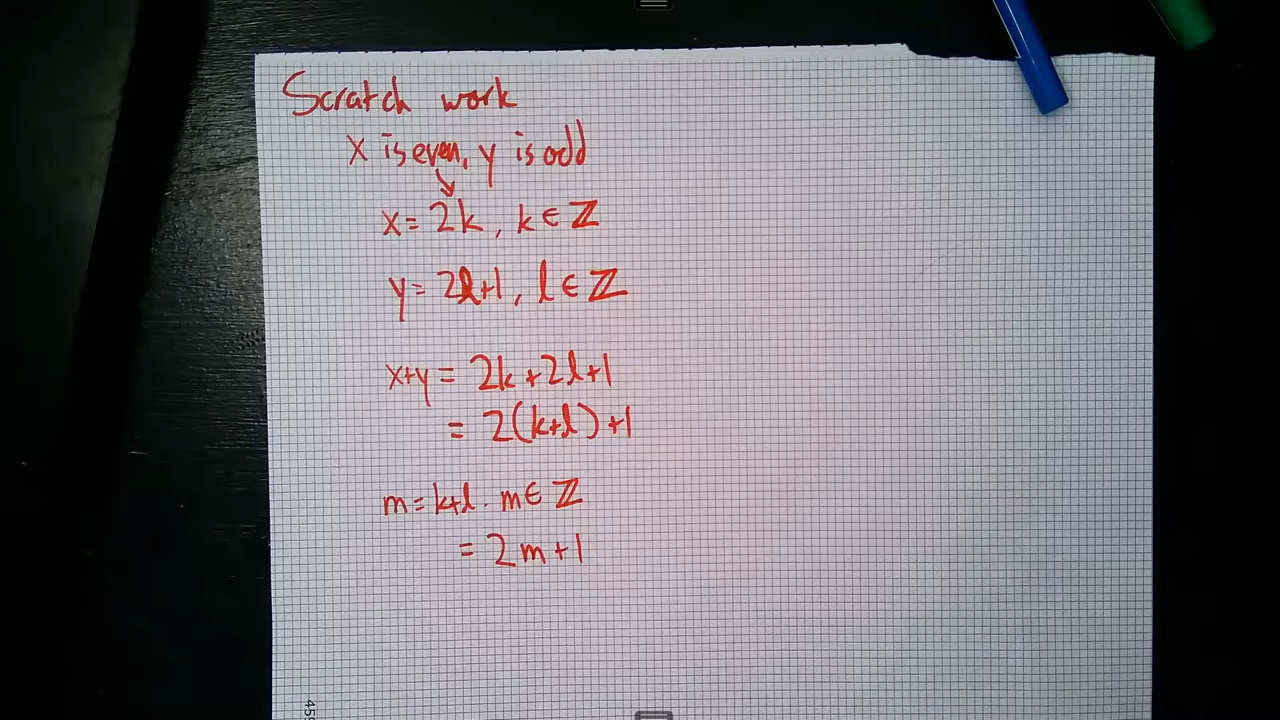 Scratch work
x is even, y is odd
x = 2k, k ∈ ℤ
y = 2l+1, l ∈ ℤ
x+y = 2k+2l+1
= 2(k+l)+1
m = k+l. m ∈ ℤ
= 2m+1